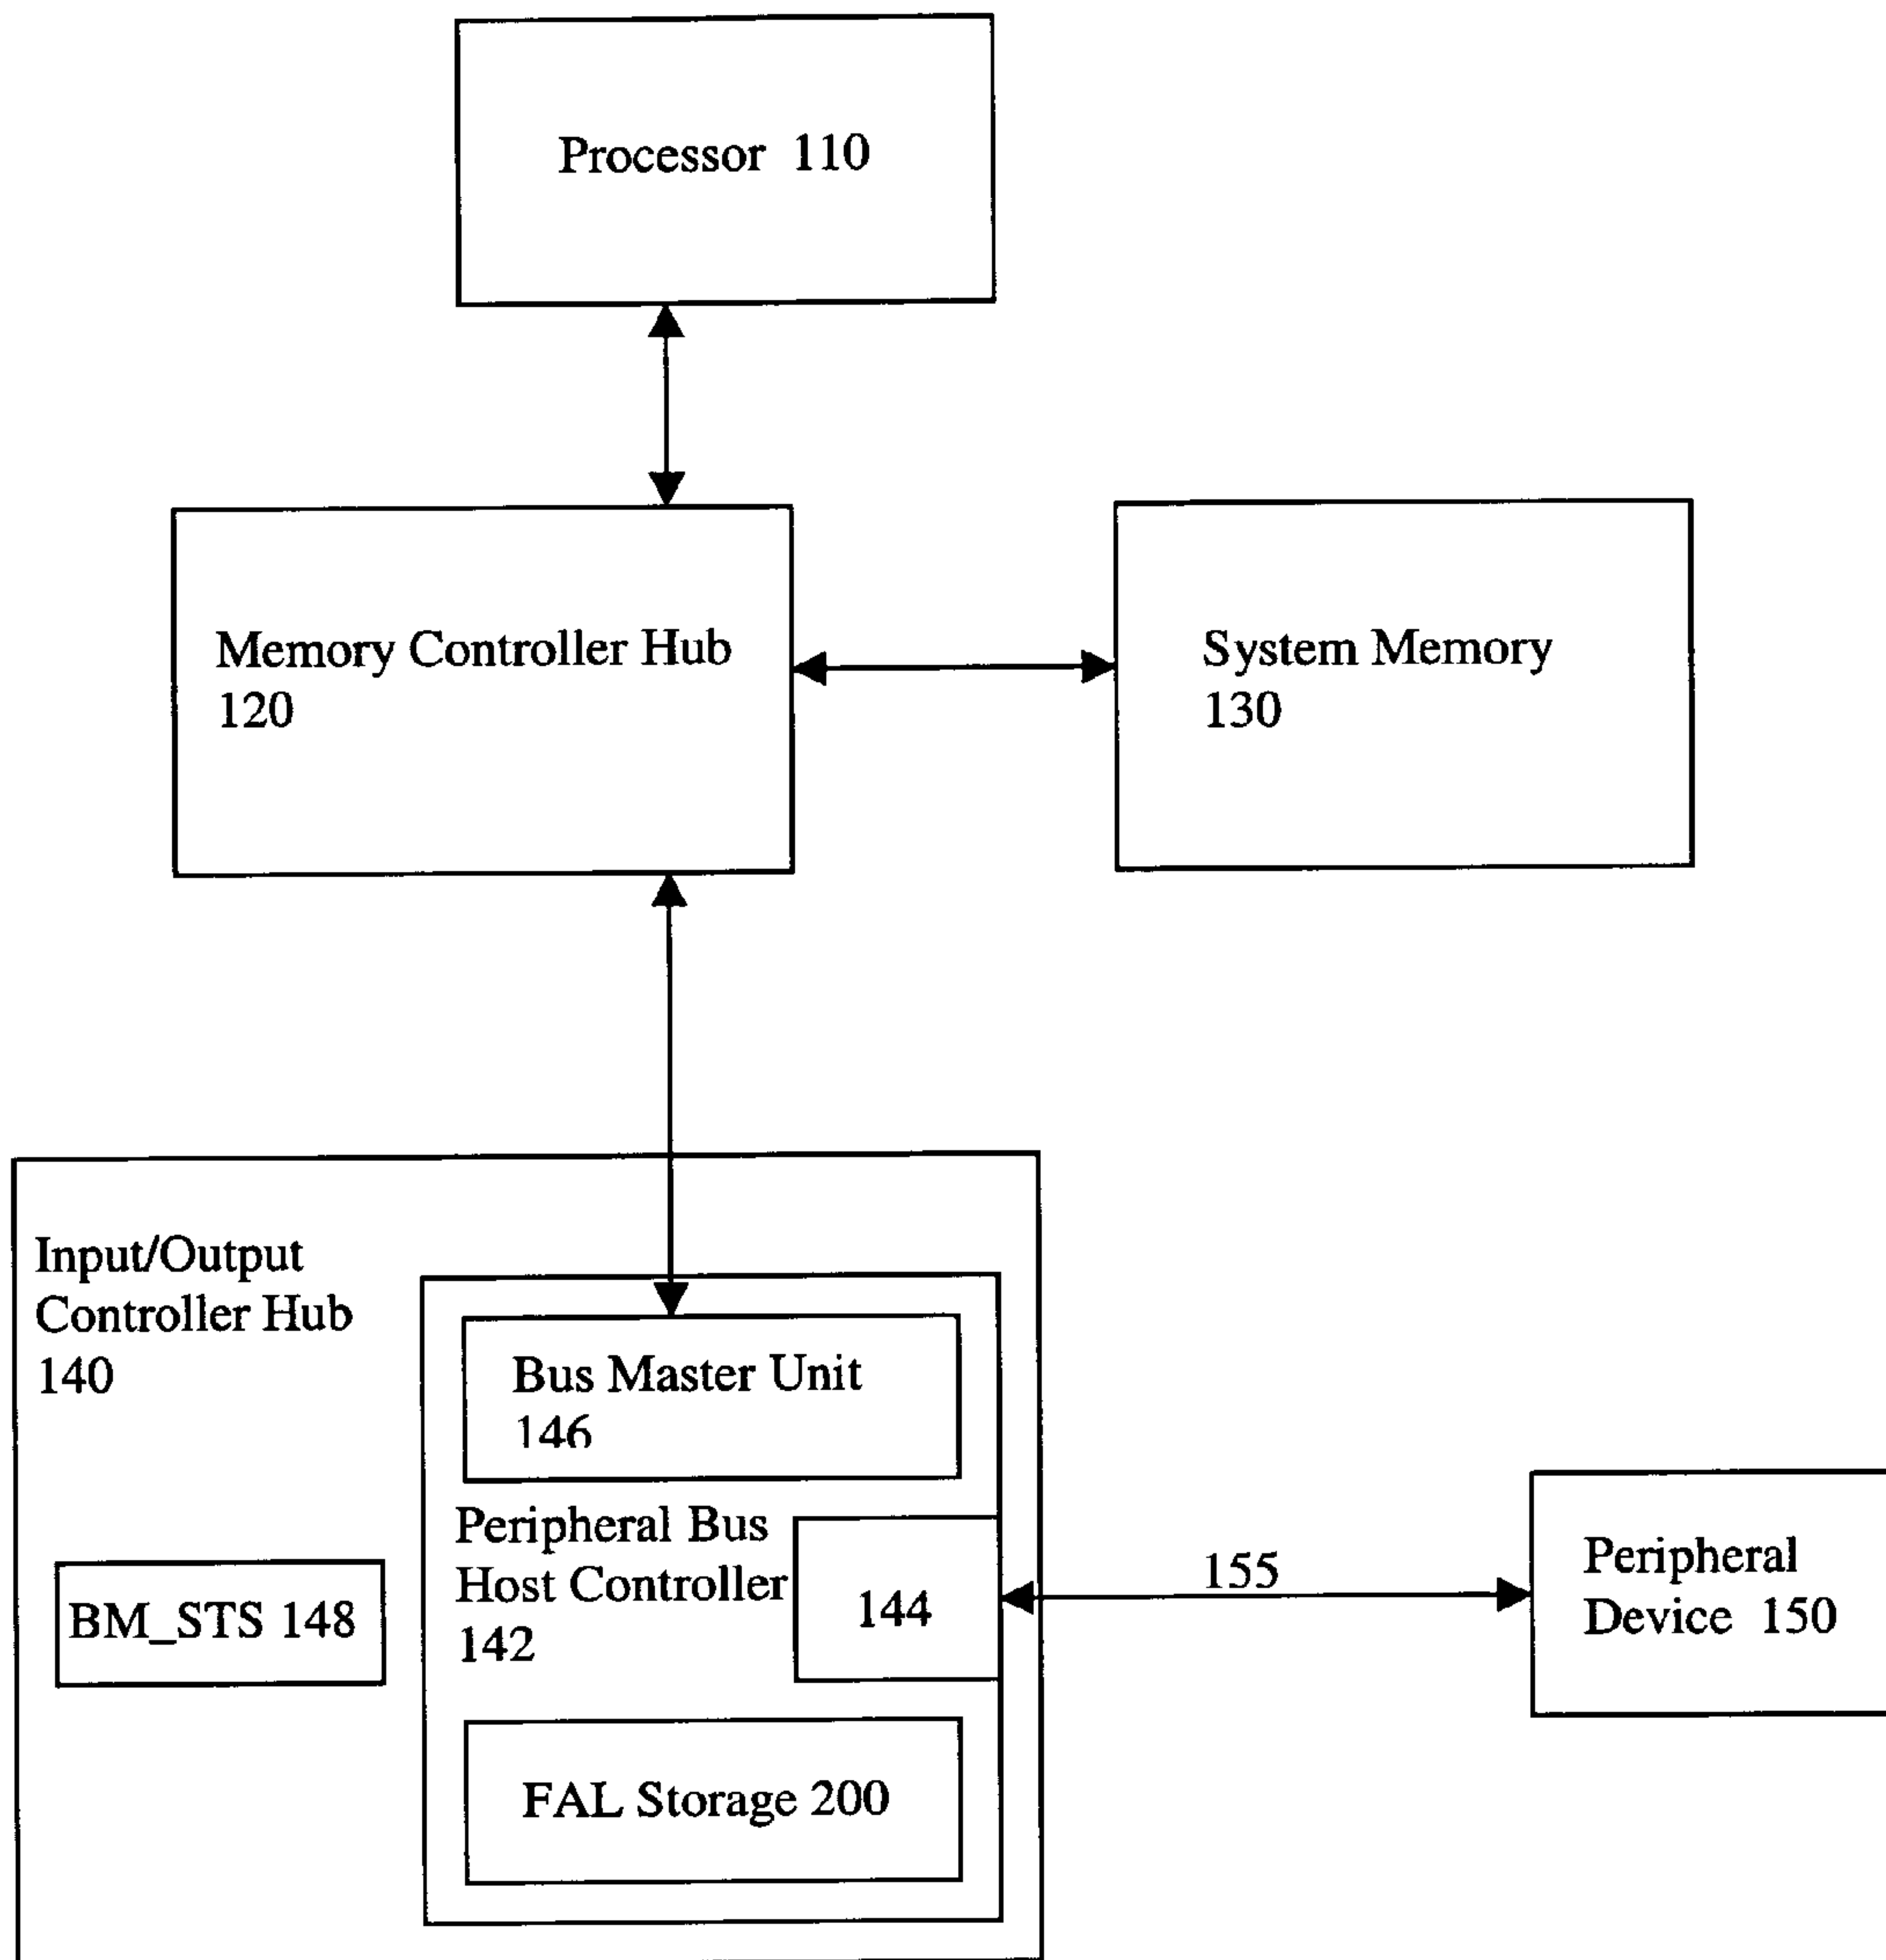 Processor 110
Memory Controller Hub
120
System Memory
130
Input/Output
Controller Hub
140
Bus Master Unit
146
Peripheral Bus
Host Controller
142
144
BM_STS 148
FAL Storage 200
155
Peripheral
Device 150